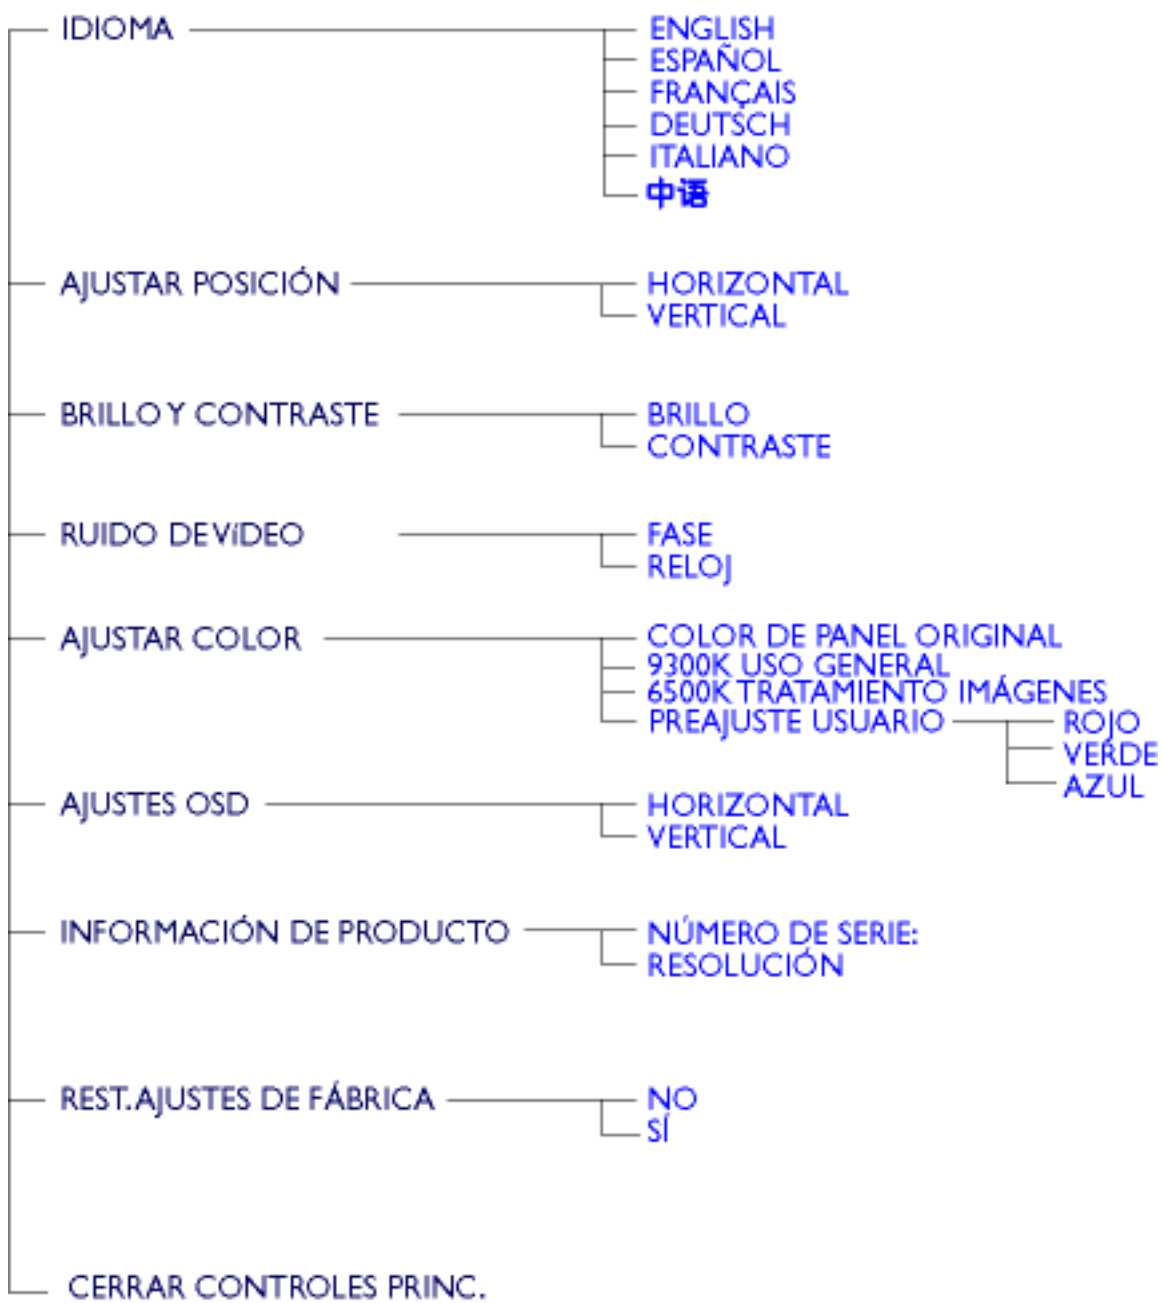 IDIOMA
ENGLISH
ESPAÑOL
FRANÇAIS
DEUTSCH
ITALIANO
中语
AJUSTAR POSICIÓN
HORIZONTAL
VERTICAL
BRILLO Y CONTRASTE
BRILLO
CONTRASTE
RUIDO DE VíDEO
FASE
RELOJ
AJUSTAR COLOR
COLOR DE PANEL ORIGINAL
9300K USO GENERAL
6500K TRATAMIENTO IMÁGENES
PREAJUSTE USUARIO
ROJO
VERDE
AZUL
AJUSTES OSD
HORIZONTAL
VERTICAL
INFORMACIÓN DE PRODUCTO
NÚMERO DE SERIE:
RESOLUCIÓN
REST. AJUSTES DE FÁBRICA
NO
SÍ
CERRAR CONTROLES PRINC.